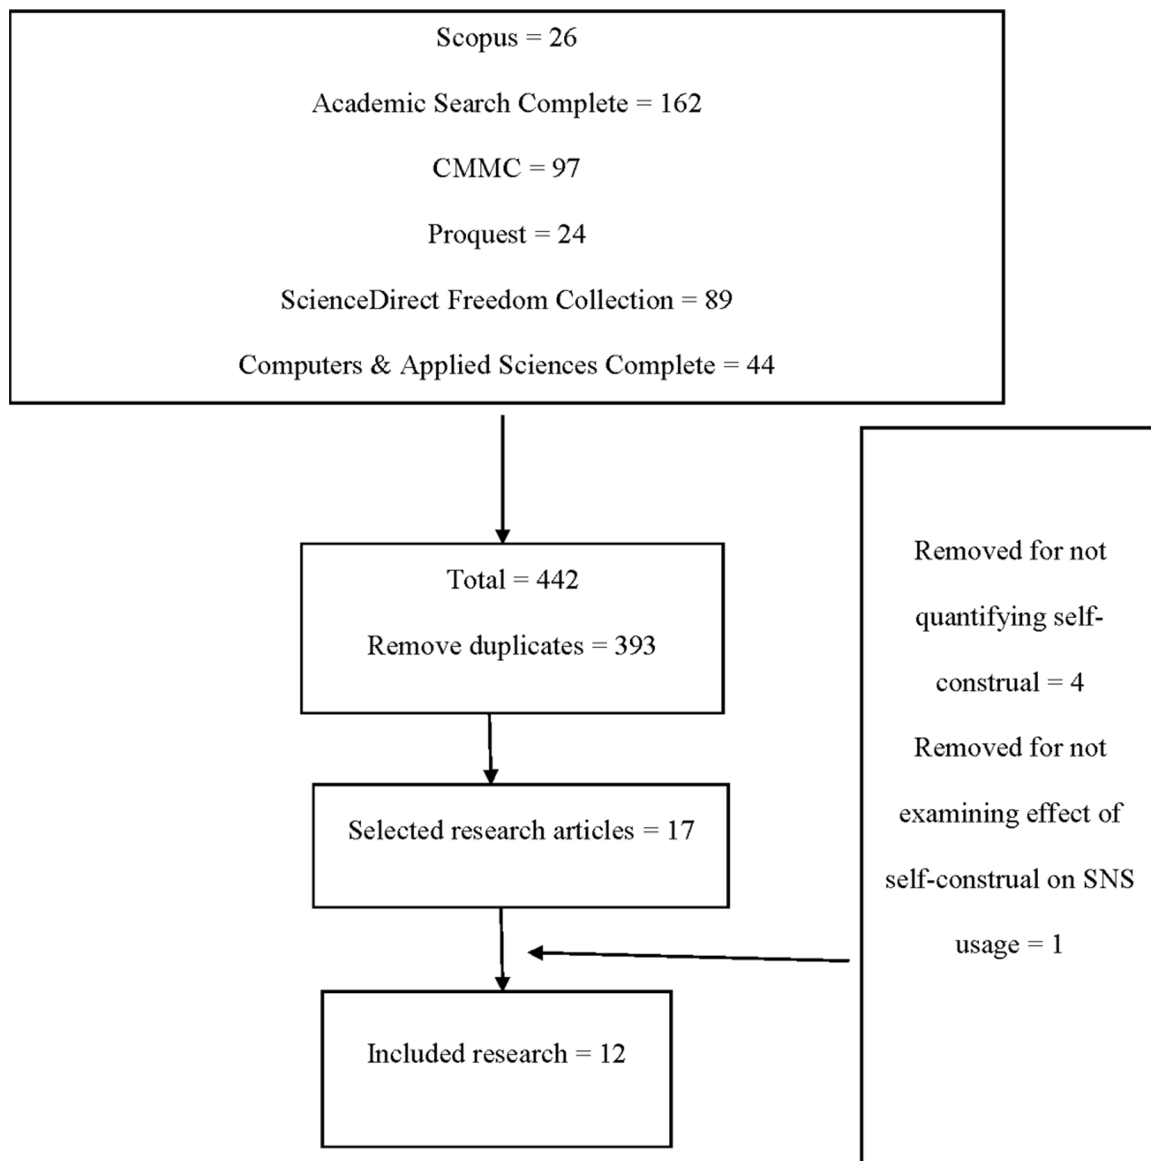 Scopus = 26
Academic Search Complete = 162
CMMC = 97
Proquest = 24
ScienceDirect Freedom Collection = 89
Computers & Applied Sciences Complete = 44
Total = 442
Remove duplicates = 393
Selected research articles = 17
Removed for not
quantifying self-
construal = 4
Removed for not
examining effect of
self-construal on SNS
usage = 1
Included research = 12